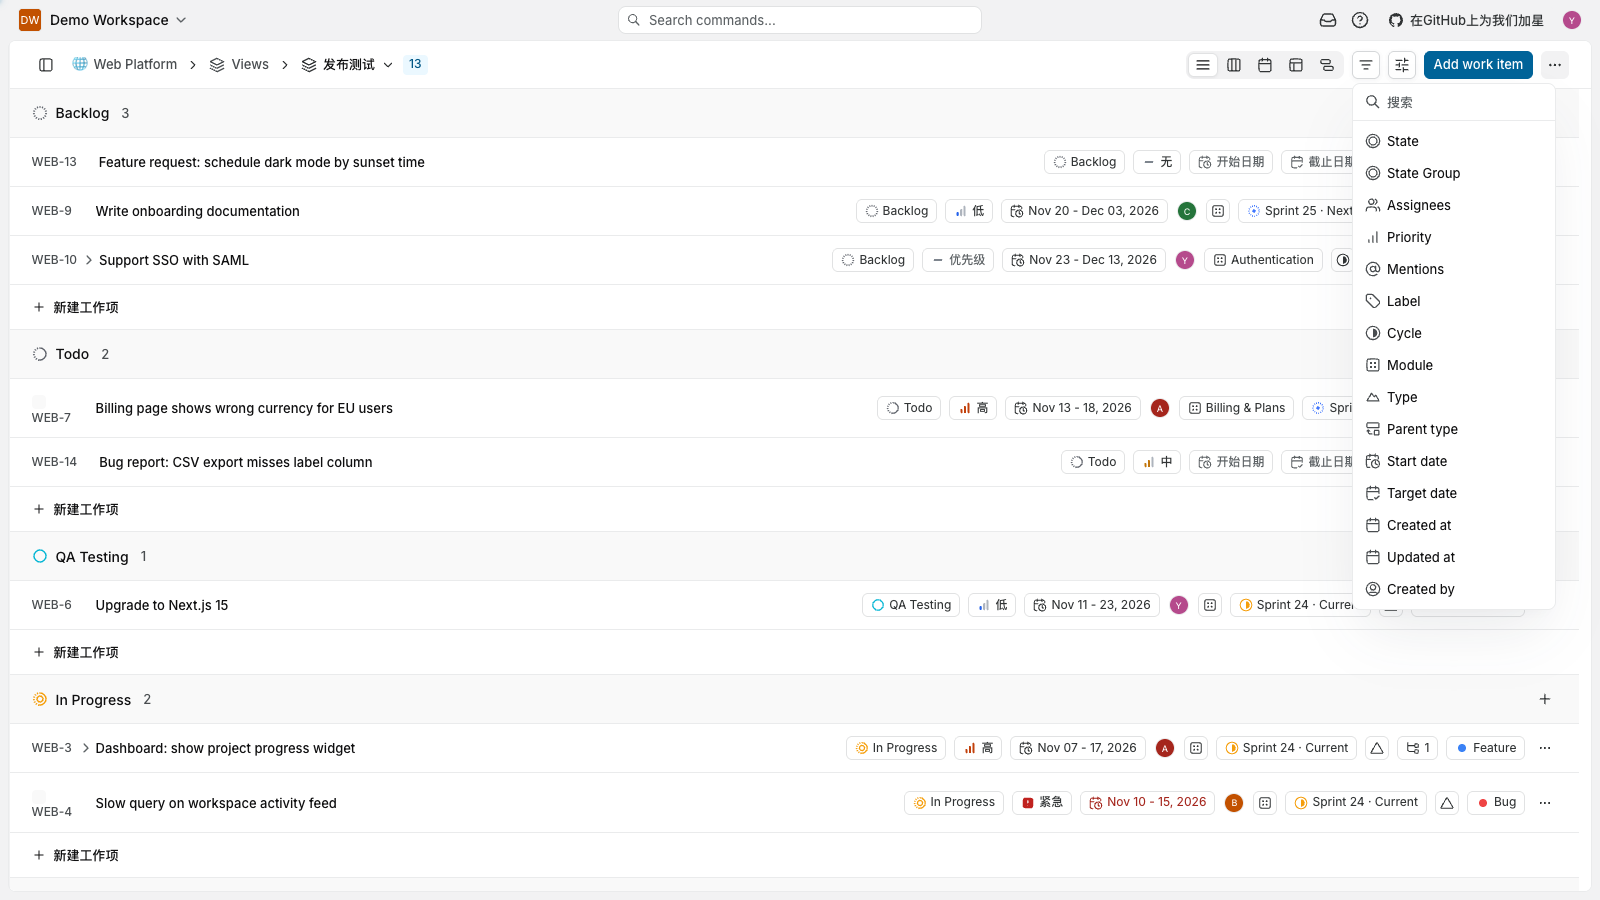 DW Demo Workspace Search commands... 在GitHub上为我们加星 Y
Web Platform Views 发布测试 13 Add work item
搜索
State
State Group
Assignees
Priority
Mentions
Label
Cycle
Module
Type
Parent type
Start date
Target date
Created at
Updated at
Created by
Backlog 3
WEB-13 Feature request: schedule dark mode by sunset time Backlog 无 开始日期 截止日期
WEB-9 Write onboarding documentation Backlog 低 Nov 20 - Dec 03, 2026 C Sprint 25 · Next
WEB-10 Support SSO with SAML Backlog 优先级 Nov 23 - Dec 13, 2026 Y Authentication
新建工作项
Todo 2
WEB-7 Billing page shows wrong currency for EU users Todo 高 Nov 13 - 18, 2026 A Billing & Plans Spri
WEB-14 Bug report: CSV export misses label column Todo 中 开始日期 截止日期
新建工作项
QA Testing 1
WEB-6 Upgrade to Next.js 15 QA Testing 低 Nov 11 - 23, 2026 Y Sprint 24 · Current
新建工作项
In Progress 2
WEB-3 Dashboard: show project progress widget In Progress 高 Nov 07 - 17, 2026 A Sprint 24 · Current 1 Feature
WEB-4 Slow query on workspace activity feed In Progress 紧急 Nov 10 - 15, 2026 B Sprint 24 · Current Bug
新建工作项